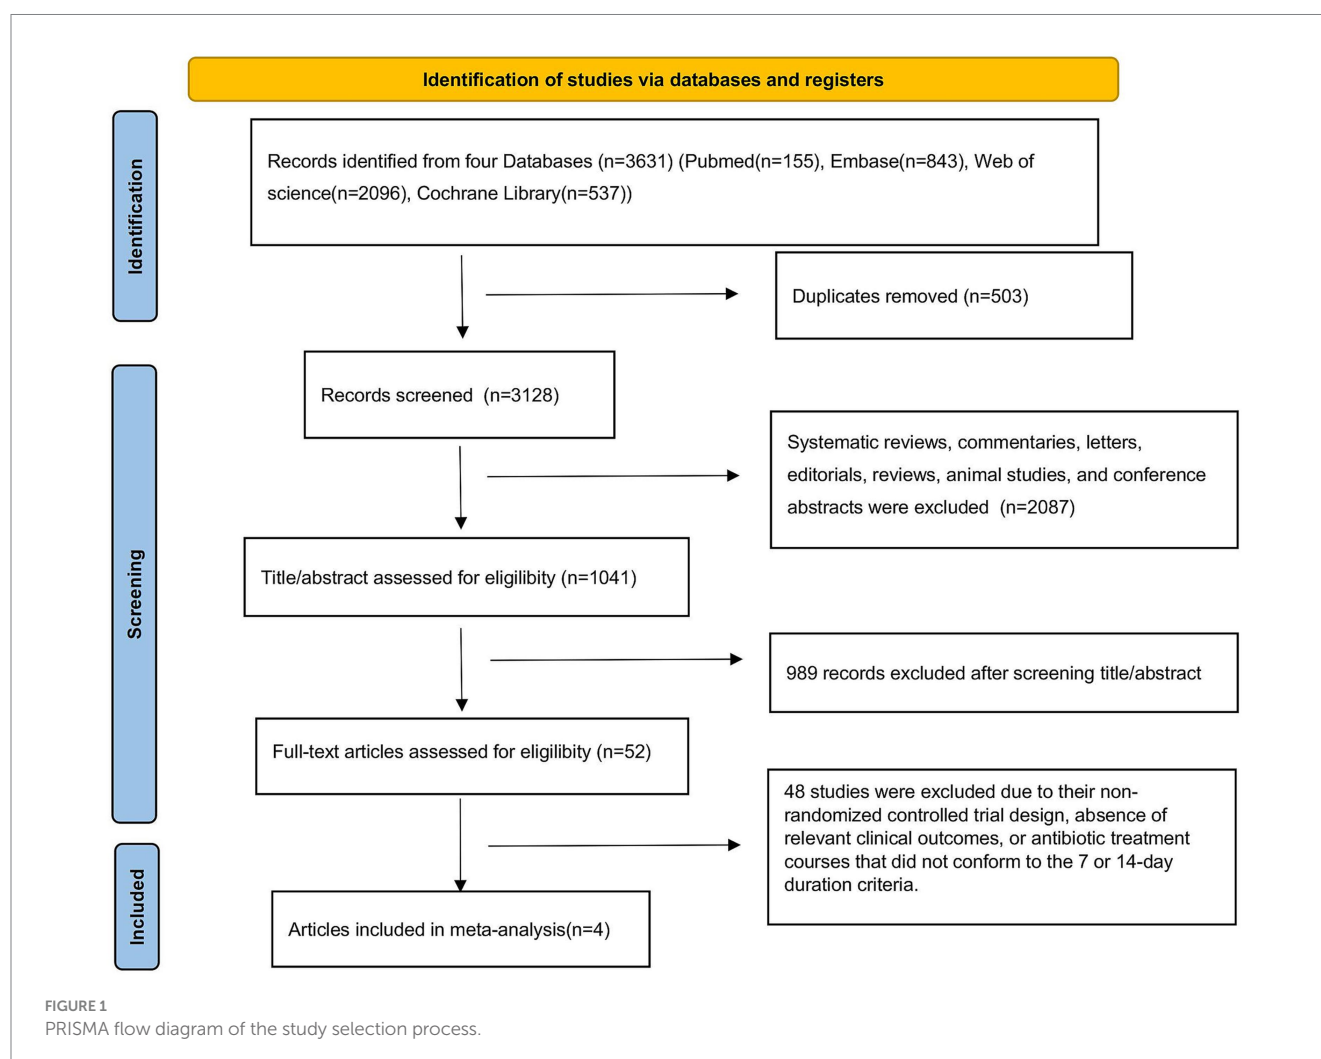 Identification of studies via databases and registers
Identification
Records identified from four Databases (n=3631) (Pubmed(n=155), Embase(n=843), Web of
science(n=2096), Cochrane Library(n=537))
Duplicates removed (n=503)
Screening
Records screened (n=3128)
Systematic reviews, commentaries, letters,
editorials, reviews, animal studies, and conference
abstracts were excluded (n=2087)
Title/abstract assessed for eligilibity (n=1041)
989 records excluded after screening title/abstract
Full-text articles assessed for eligilibity (n=52)
48 studies were excluded due to their non-
randomized controlled trial design, absence of
relevant clinical outcomes, or antibiotic treatment
courses that did not conform to the 7 or 14-day
duration criteria.
Included
Articles included in meta-analysis(n=4)
FIGURE 1
PRISMA flow diagram of the study selection process.